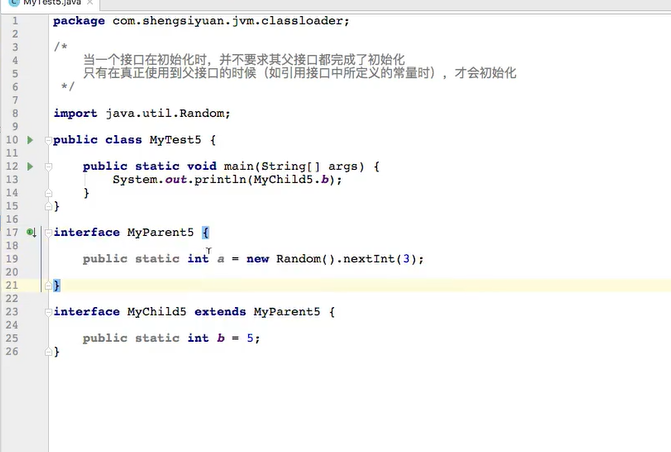 MyTest5.java
1 package com.shengsiyuan.jvm.classloader;
2
3 /*
4 当一个接口在初始化时，并不要求其父接口都完成了初始化
5 只有在真正使用到父接口的时候（如引用接口中所定义的常量时），才会初始化
6 */
7
8 import java.util.Random;
9
10 public class MyTest5 {
11
12 public static void main(String[] args) {
13 System.out.println(MyChild5.b);
14 }
15 }
16
17 interface MyParent5 {
18
19 public static int a = new Random().nextInt(3);
20
21 }
22
23 interface MyChild5 extends MyParent5 {
24
25 public static int b = 5;
26 }